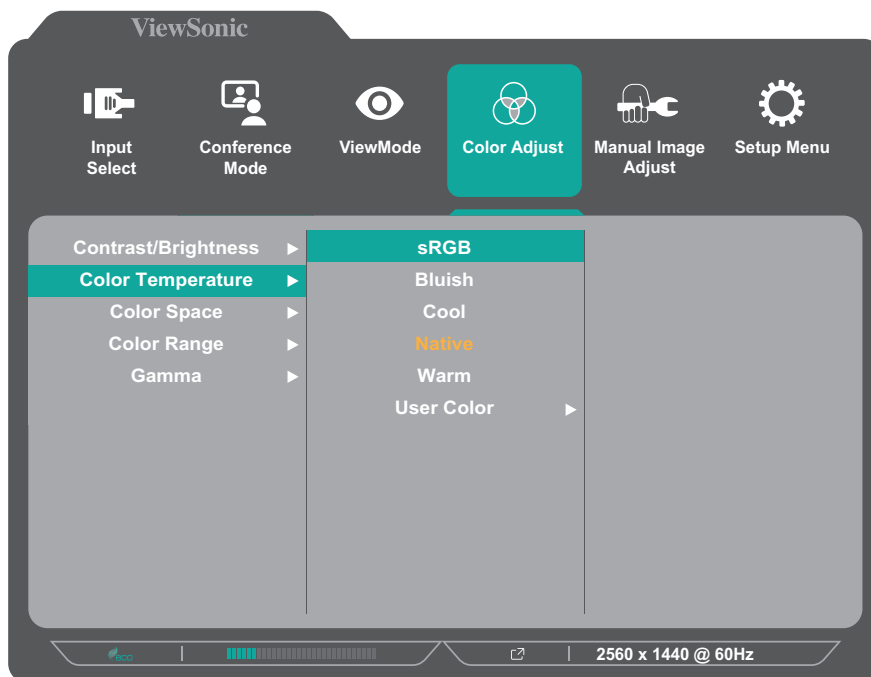 ViewSonic
Input Select
Conference Mode
ViewMode
Color Adjust
Manual Image Adjust
Setup Menu
Contrast/Brightness
Color Temperature
Color Space
Color Range
Gamma
sRGB
Bluish
Cool
Native
Warm
User Color
eco
2560 x 1440 @ 60Hz